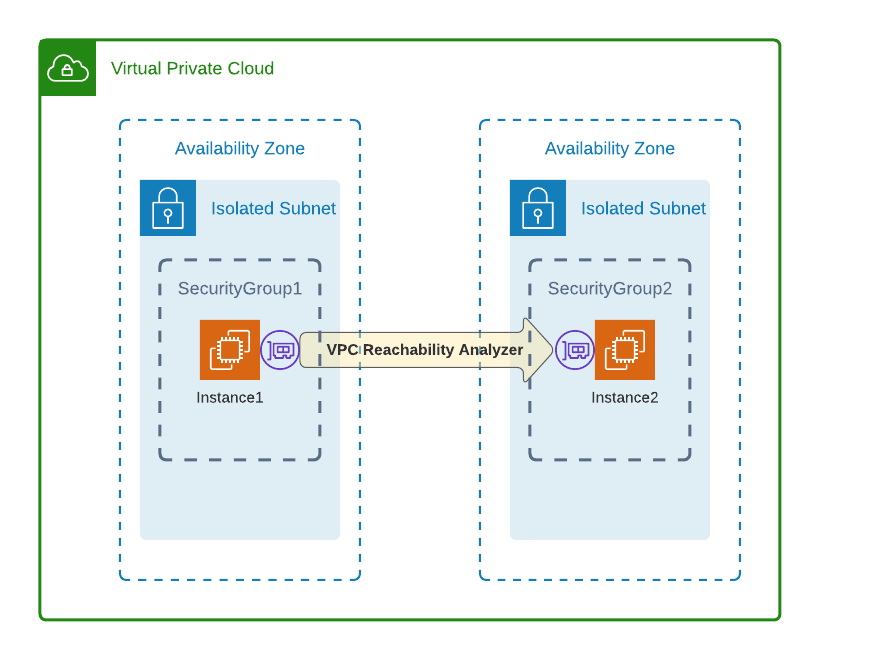 Virtual Private Cloud
Availability Zone
Availability Zone
Isolated Subnet
Isolated Subnet
SecurityGroup1
SecurityGroup2
VPC Reachability Analyzer
Instance1
Instance2